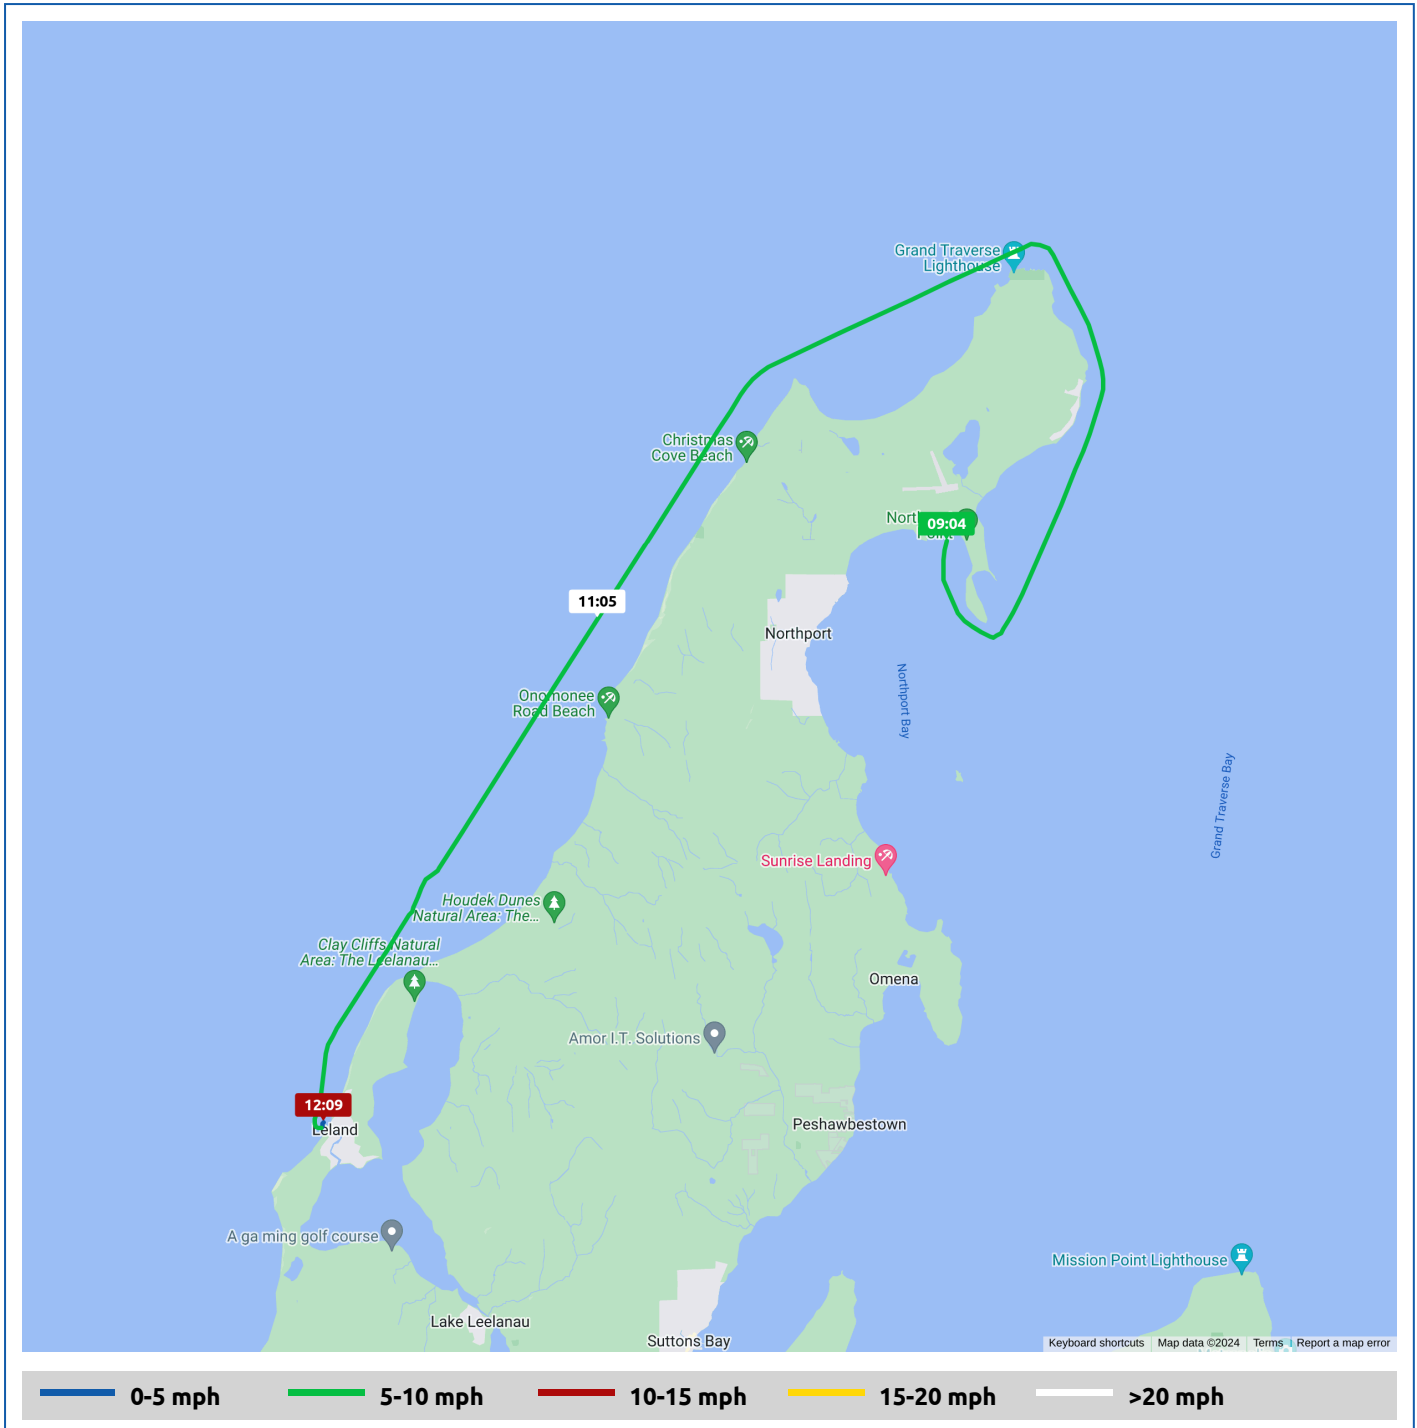 Grand Traverse
Lighthouse
Christmas
Cove Beach
North
Point
09:04
11:05
Northport
Northport Bay
Onomonee
Road Beach
Grand Traverse Bay
Sunrise Landing
Houdek Dunes
Natural Area: The...
Clay Cliffs Natural
Area: The Leelanau...
Omena
Amor I.T. Solutions
12:09
Leland
Peshawbestown
A ga ming golf course
Mission Point Lighthouse
Lake Leelanau
Suttons Bay
Keyboard shortcuts Map data ©2024 Terms Report a map error
0-5 mph 5-10 mph 10-15 mph 15-20 mph >20 mph